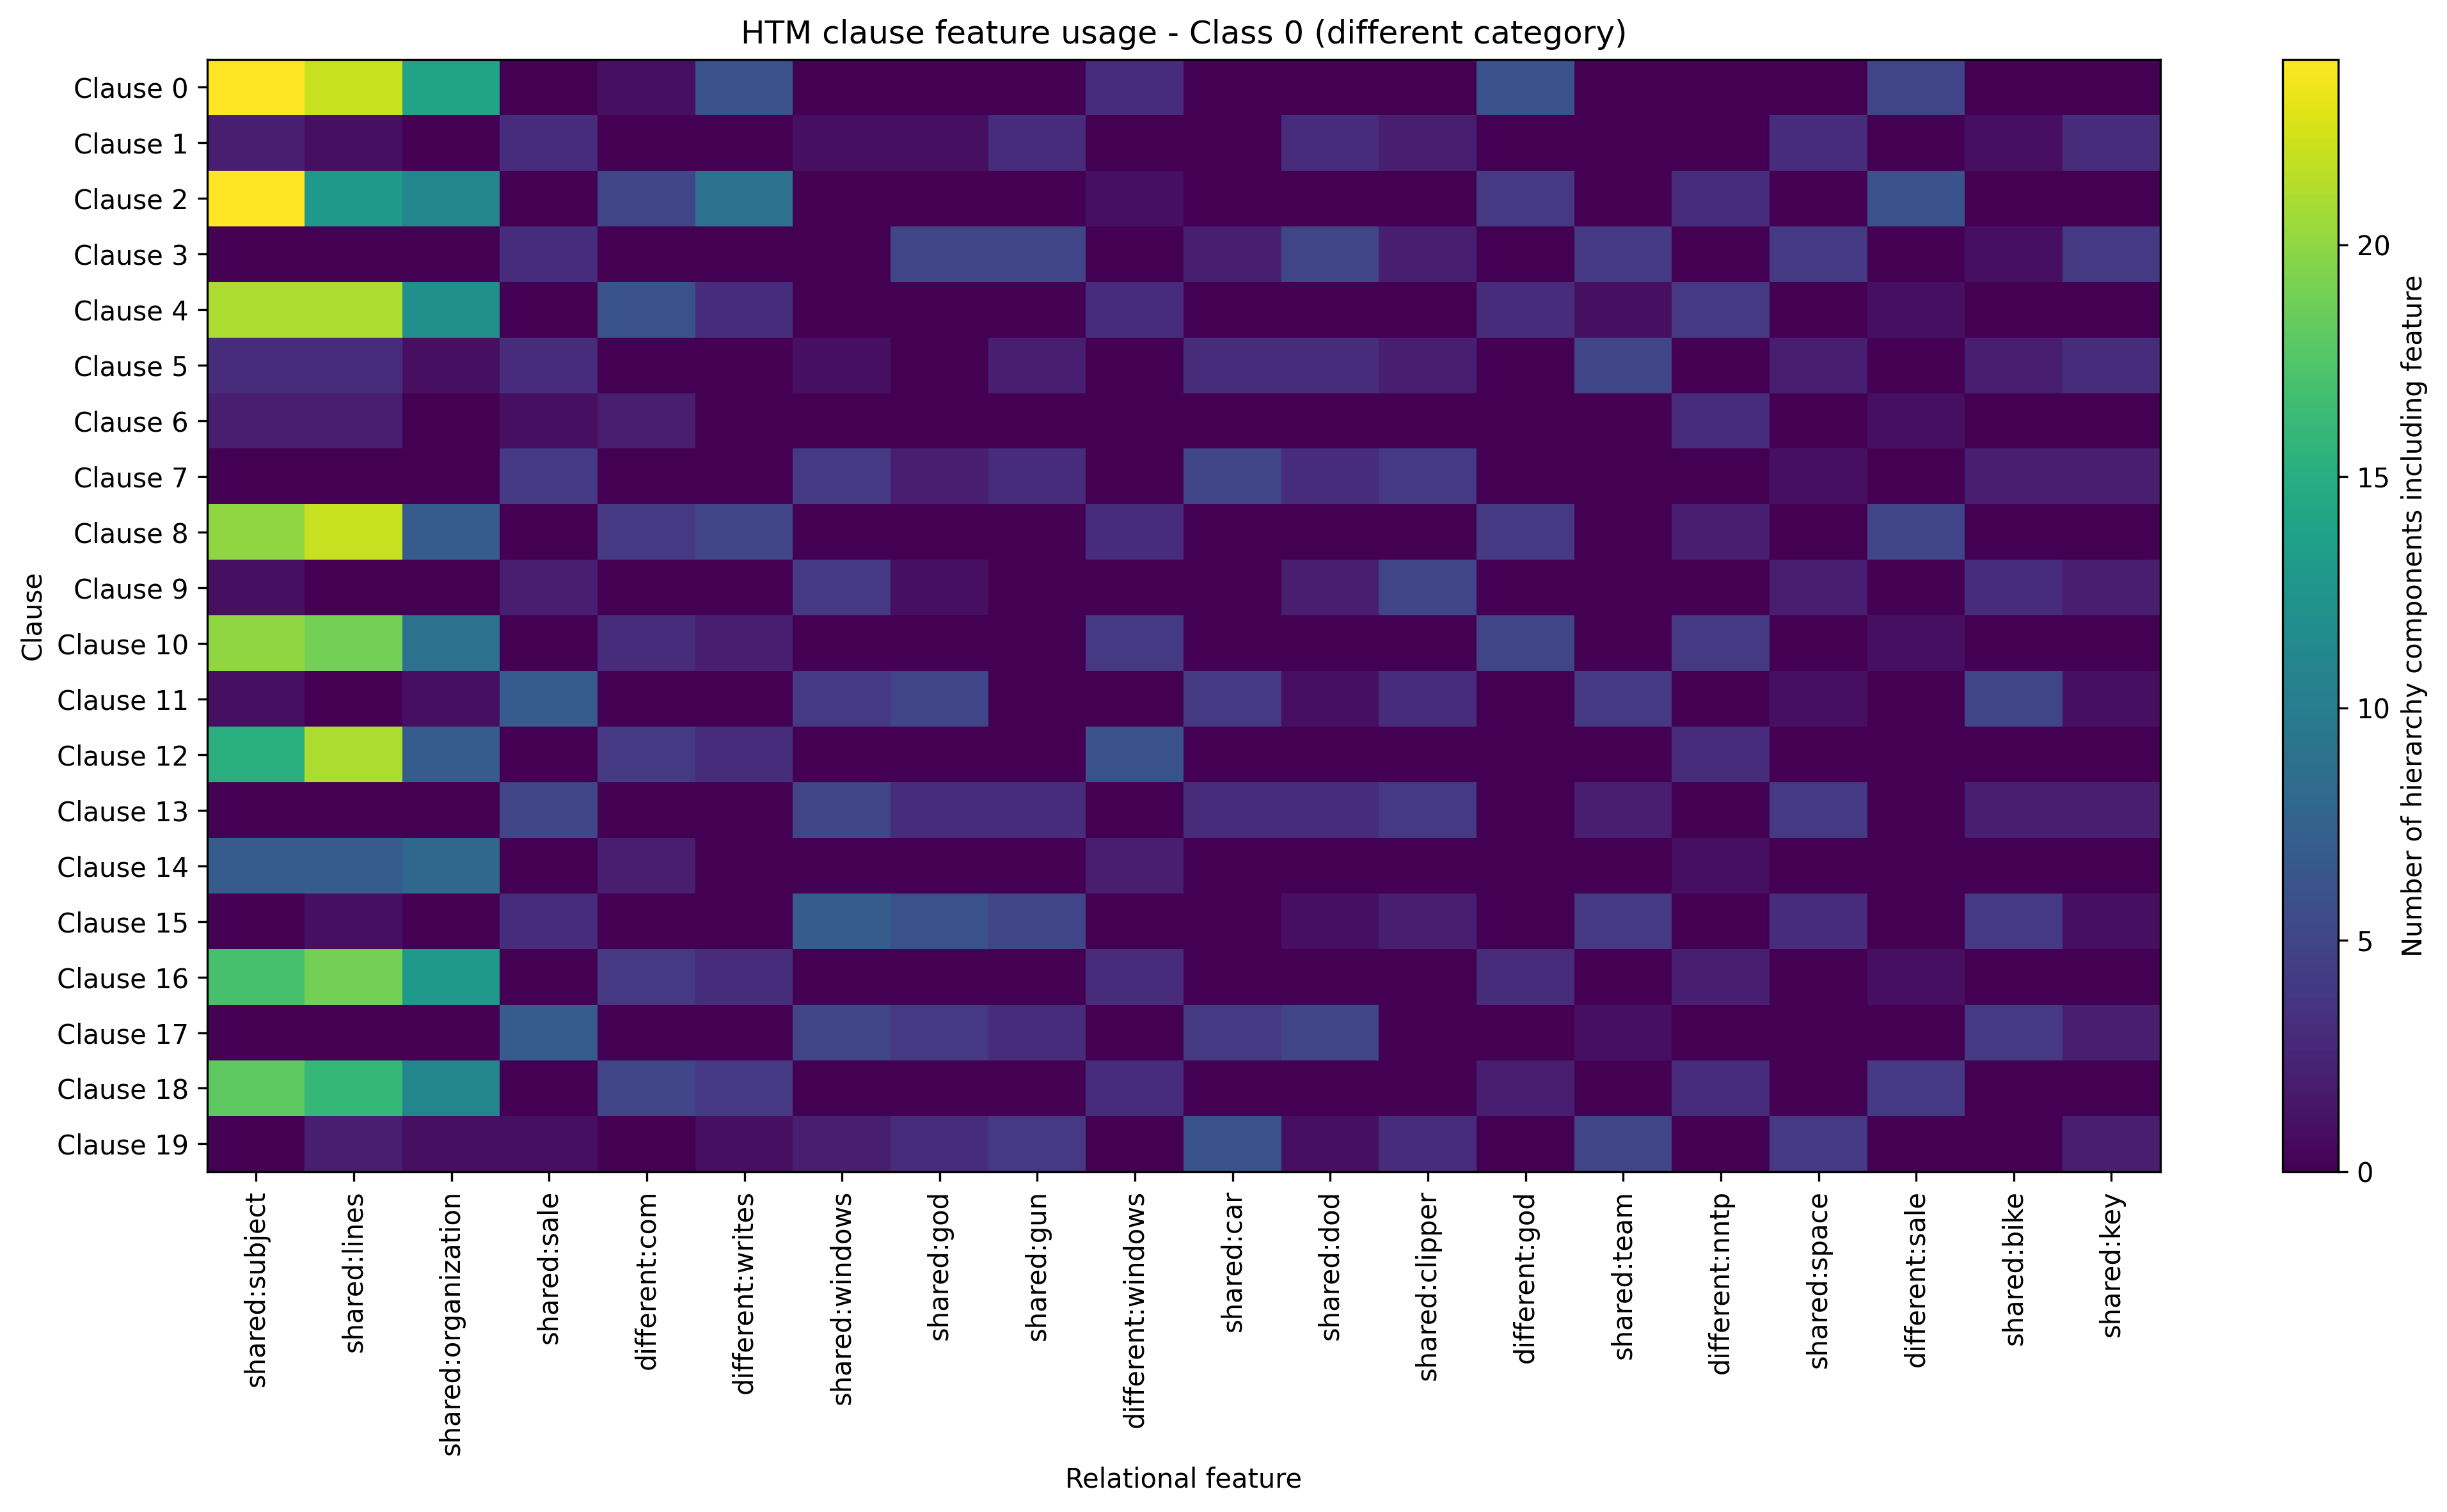 HTM clause feature usage - Class 0 (different category)
Clause
Clause 0
Clause 1
Clause 2
Clause 3
Clause 4
Clause 5
Clause 6
Clause 7
Clause 8
Clause 9
Clause 10
Clause 11
Clause 12
Clause 13
Clause 14
Clause 15
Clause 16
Clause 17
Clause 18
Clause 19
shared:subject
shared:lines
shared:organization
shared:sale
different:com
different:writes
shared:windows
shared:god
shared:gun
different:windows
shared:car
shared:dod
shared:clipper
different:god
shared:team
different:nntp
shared:space
different:sale
shared:bike
shared:key
Relational feature
20
15
10
5
0
Number of hierarchy components including feature